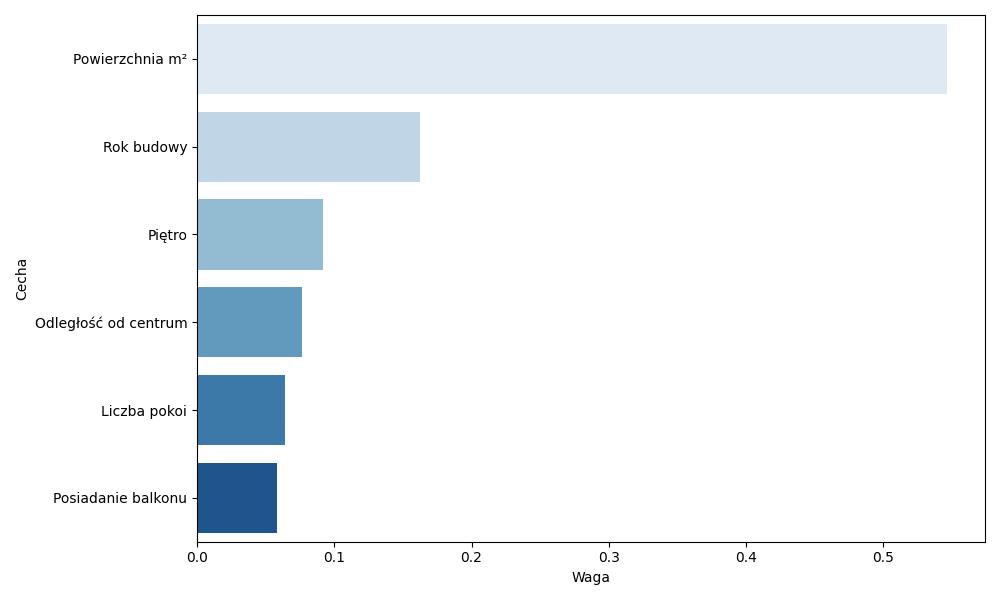 Powierzchnia m²
Rok budowy
Piętro
Odległość od centrum
Liczba pokoi
Posiadanie balkonu
Cecha
0.0 0.1 0.2 0.3 0.4 0.5
Waga